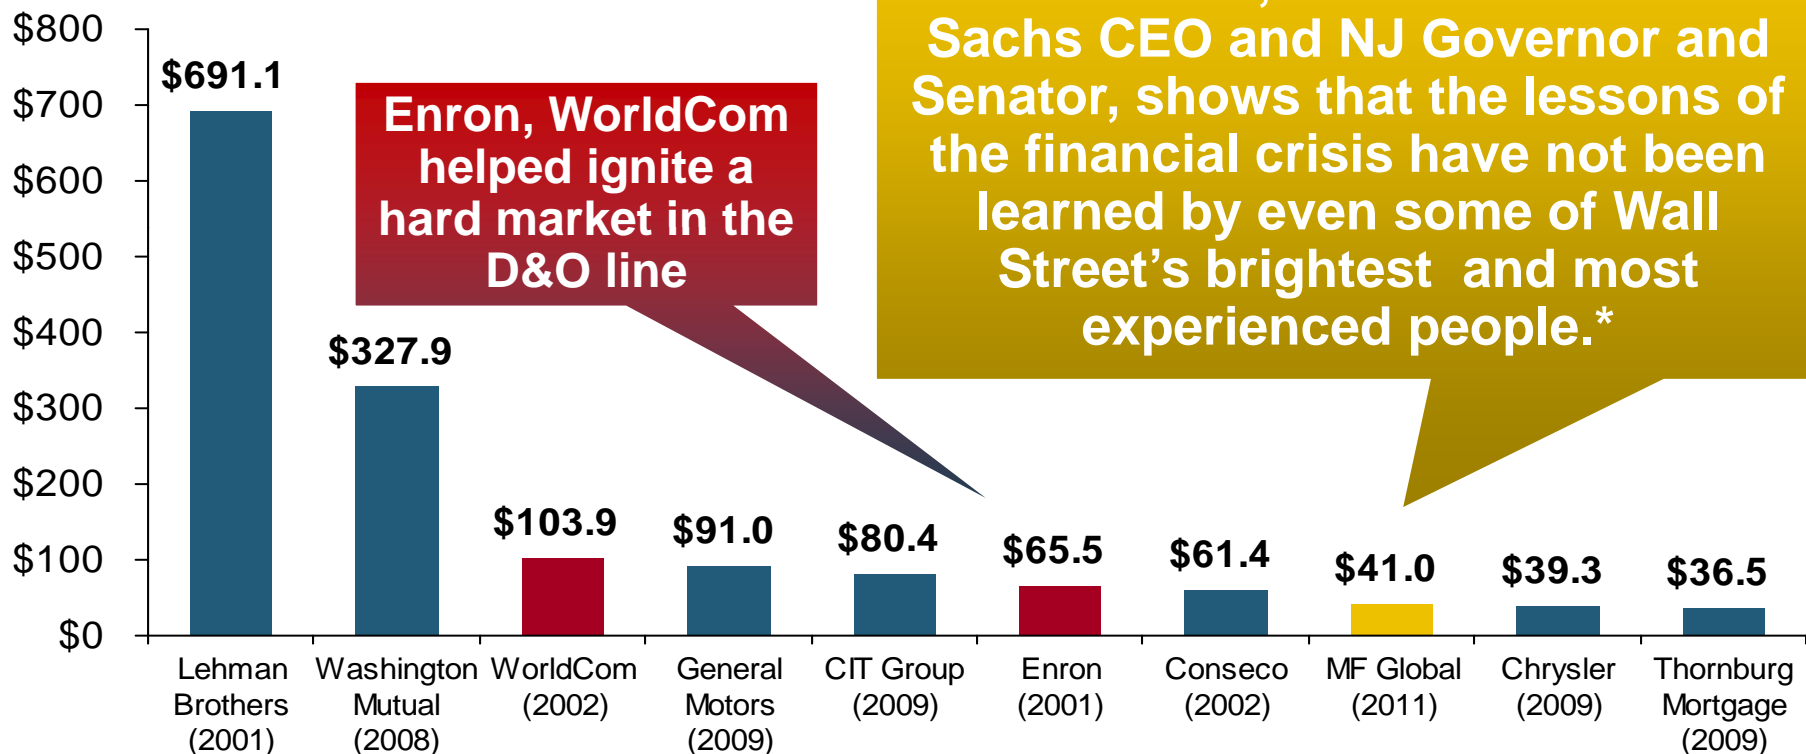 $800
$700
$600
$500
$400
$300
$200
$100
$0
$691.1
$327.9
$103.9
$91.0
$80.4
$65.5
$61.4
$41.0
$39.3
$36.5
Enron, WorldCom
helped ignite a
hard market in the
D&O line
Sachs CEO and NJ Governor and
Senator, shows that the lessons of
the financial crisis have not been
learned by even some of Wall
Street’s brightest and most
experienced people.*
Lehman
Brothers
(2001)
Washington
Mutual
(2008)
WorldCom
(2002)
General
Motors
(2009)
CIT Group
(2009)
Enron
(2001)
Conseco
(2002)
MF Global
(2011)
Chrysler
(2009)
Thornburg
Mortgage
(2009)